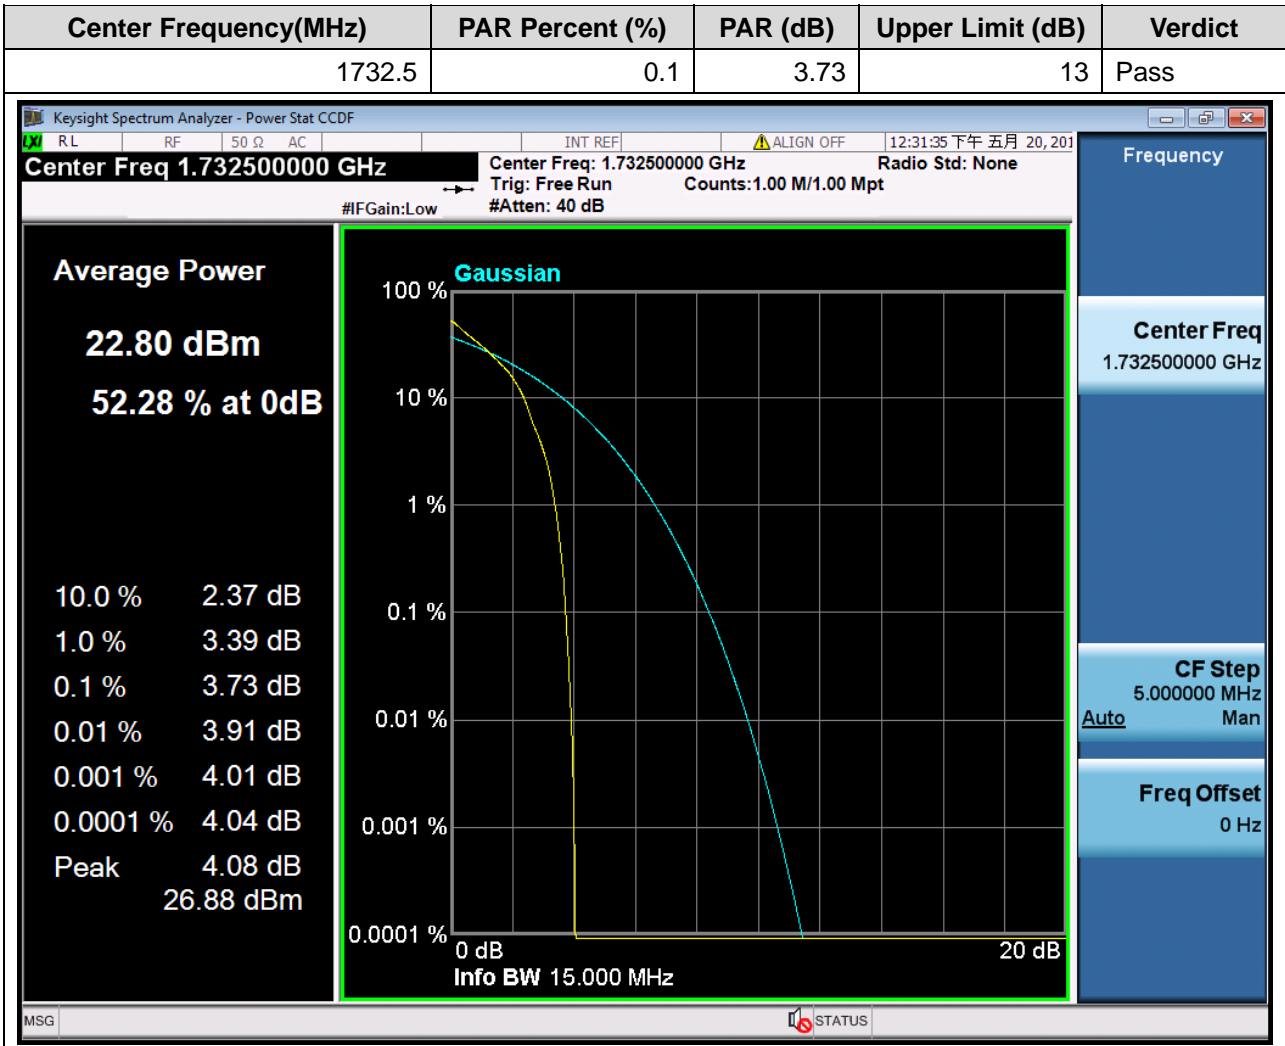 Center Frequency(MHz) PAR Percent (%) PAR (dB) Upper Limit (dB) Verdict
1732.5 0.1 3.73 13 Pass
Keysight Spectrum Analyzer - Power Stat CCDF
LXI RL RF 50 Ω AC INT REF ALIGN OFF 12:31:35 下午 五月 20, 201
Center Freq 1.732500000 GHz
Center Freq: 1.732500000 GHz Radio Std: None
Trig: Free Run Counts:1.00 M/1.00 Mpt
#IFGain:Low #Atten: 40 dB
Average Power
22.80 dBm
52.28 % at 0dB
10.0 % 2.37 dB
1.0 % 3.39 dB
0.1 % 3.73 dB
0.01 % 3.91 dB
0.001 % 4.01 dB
0.0001 % 4.04 dB
Peak 4.08 dB
26.88 dBm
Gaussian
100 %
10 %
1 %
0.1 %
0.01 %
0.001 %
0.0001 %
0 dB 20 dB
Info BW 15.000 MHz
Frequency
Center Freq
1.732500000 GHz
CF Step
5.000000 MHz
Auto Man
Freq Offset
0 Hz
MSG STATUS